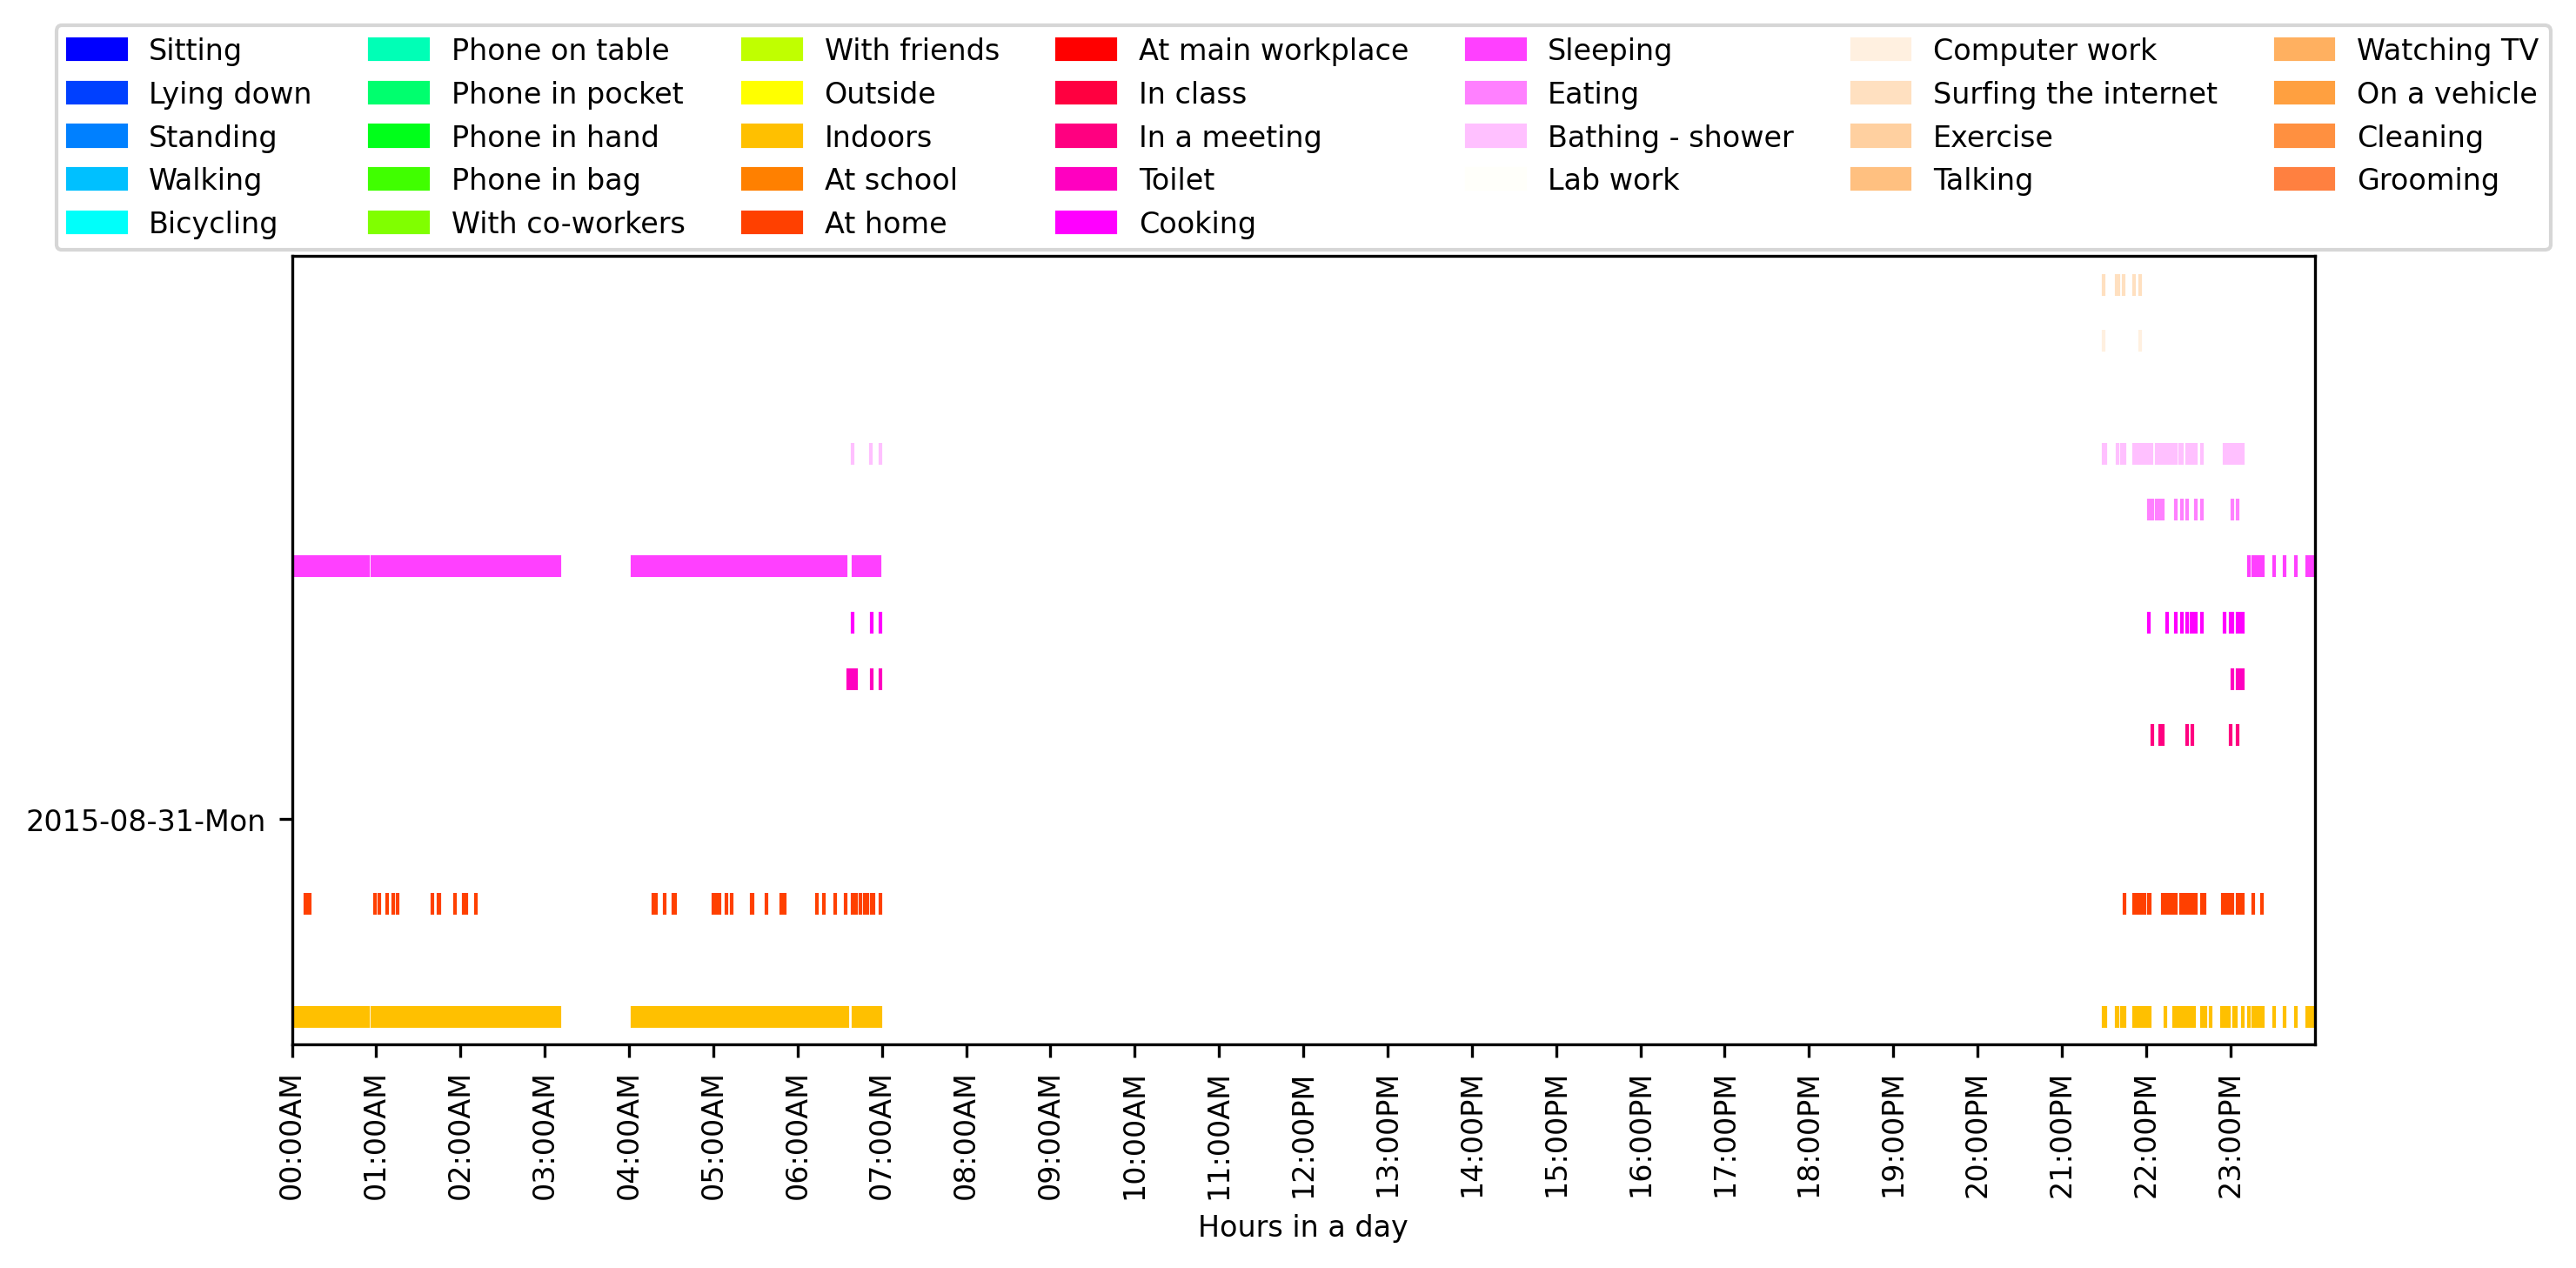 Sitting
Lying down
Standing
Walking
Bicycling
Phone on table
Phone in pocket
Phone in hand
Phone in bag
With co-workers
With friends
Outside
Indoors
At school
At home
At main workplace
In class
In a meeting
Toilet
Cooking
Sleeping
Eating
Bathing - shower
Lab work
Computer work
Surfing the internet
Exercise
Talking
Watching TV
On a vehicle
Cleaning
Grooming
2015-08-31-Mon
00:00AM
01:00AM
02:00AM
03:00AM
04:00AM
05:00AM
06:00AM
07:00AM
08:00AM
09:00AM
10:00AM
11:00AM
12:00PM
13:00PM
14:00PM
15:00PM
16:00PM
17:00PM
18:00PM
19:00PM
20:00PM
21:00PM
22:00PM
23:00PM
Hours in a day